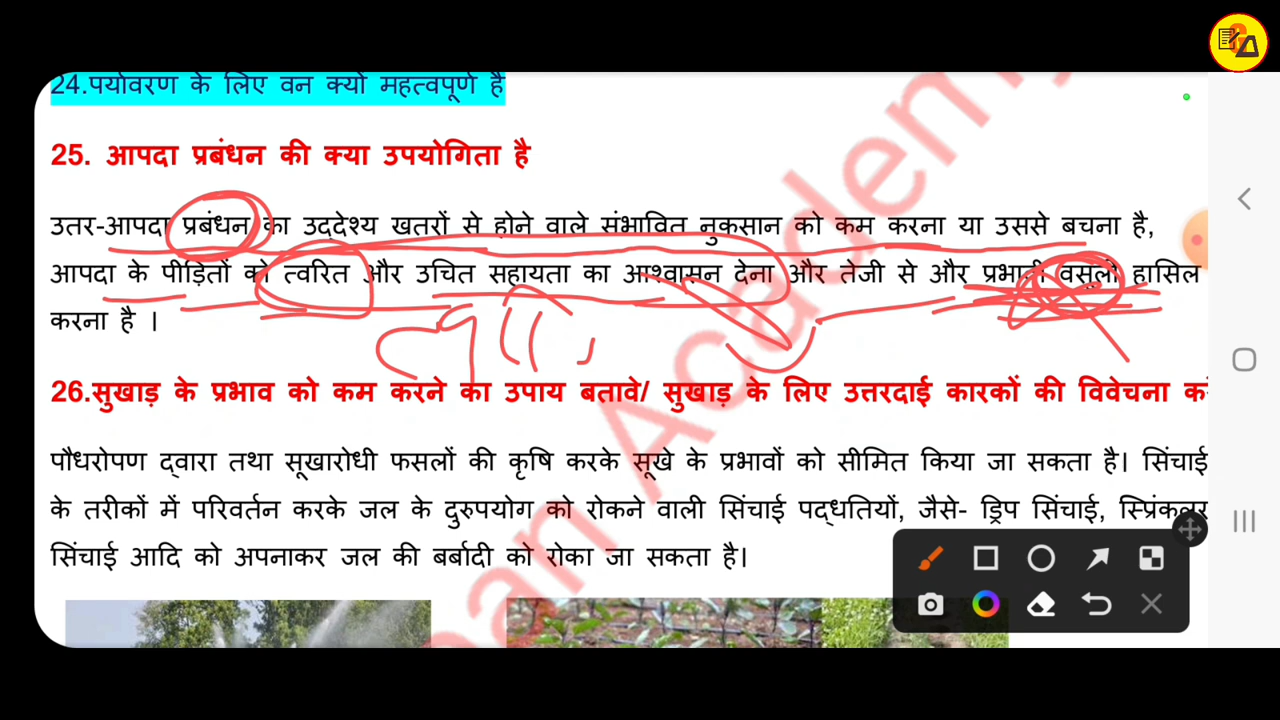 24.पर्यावरण के लिए वन क्यों महत्वपूर्ण है
25. आपदा प्रबंधन की क्या उपयोगिता है
उतर-आपदा प्रबंधन का उद्देश्य खतरों से होने वाले संभावित नुकसान को कम करना या उससे बचना है,
आपदा के पीड़ितों को त्वरित और उचित सहायता का आश्वासन देना और तेजी से और प्रभावी वसूली हासिल
करना है ।
26.सुखाड़ के प्रभाव को कम करने का उपाय बतावे/ सुखाड़ के लिए उत्तरदाई कारकों की विवेचना
पौधरोपण द्वारा तथा सूखारोधी फसलों की कृषि करके सूखे के प्रभावों को सीमित किया जा सकता है। सिंचाई
के तरीकों में परिवर्तन करके जल के दुरुपयोग को रोकने वाली सिंचाई पद्धतियों, जैसे- ड्रिप सिंचाई, स्प्रिंकलर
सिंचाई आदि को अपनाकर जल की बर्बादी को रोका जा सकता है।